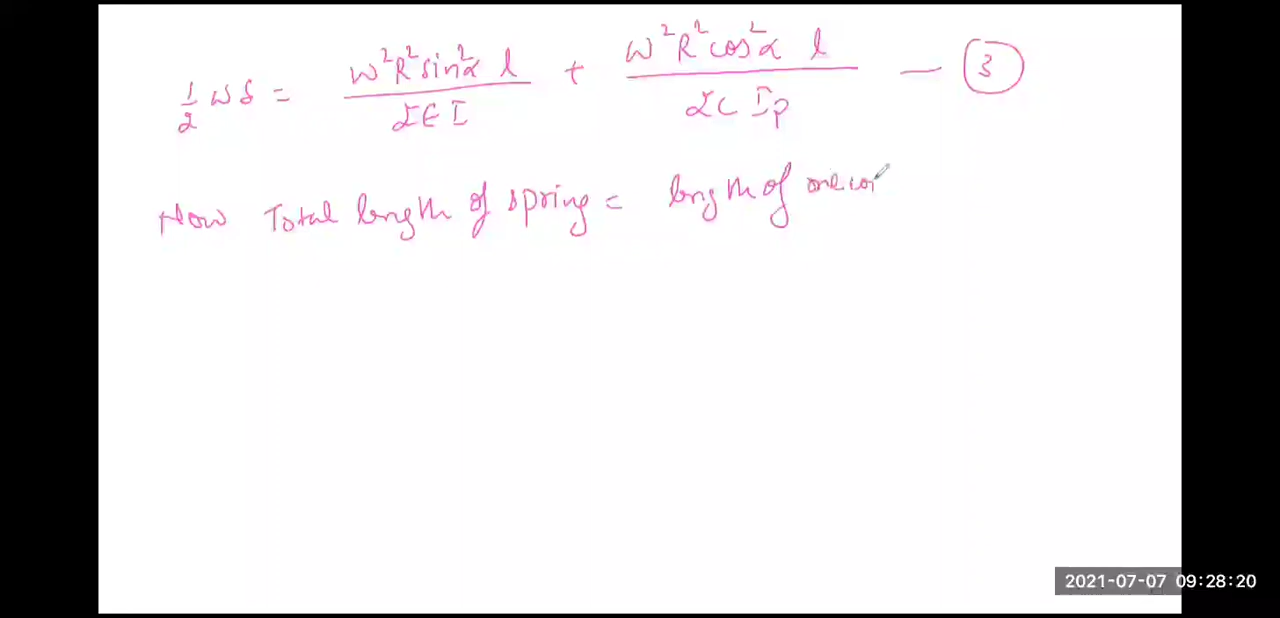 ½ Wδ = W²R²sin²α l / 2EI + W²R²cos²α l / 2C Ip — ③
Now Total length of spring = length of one coi
2021-07-07 09:28:20